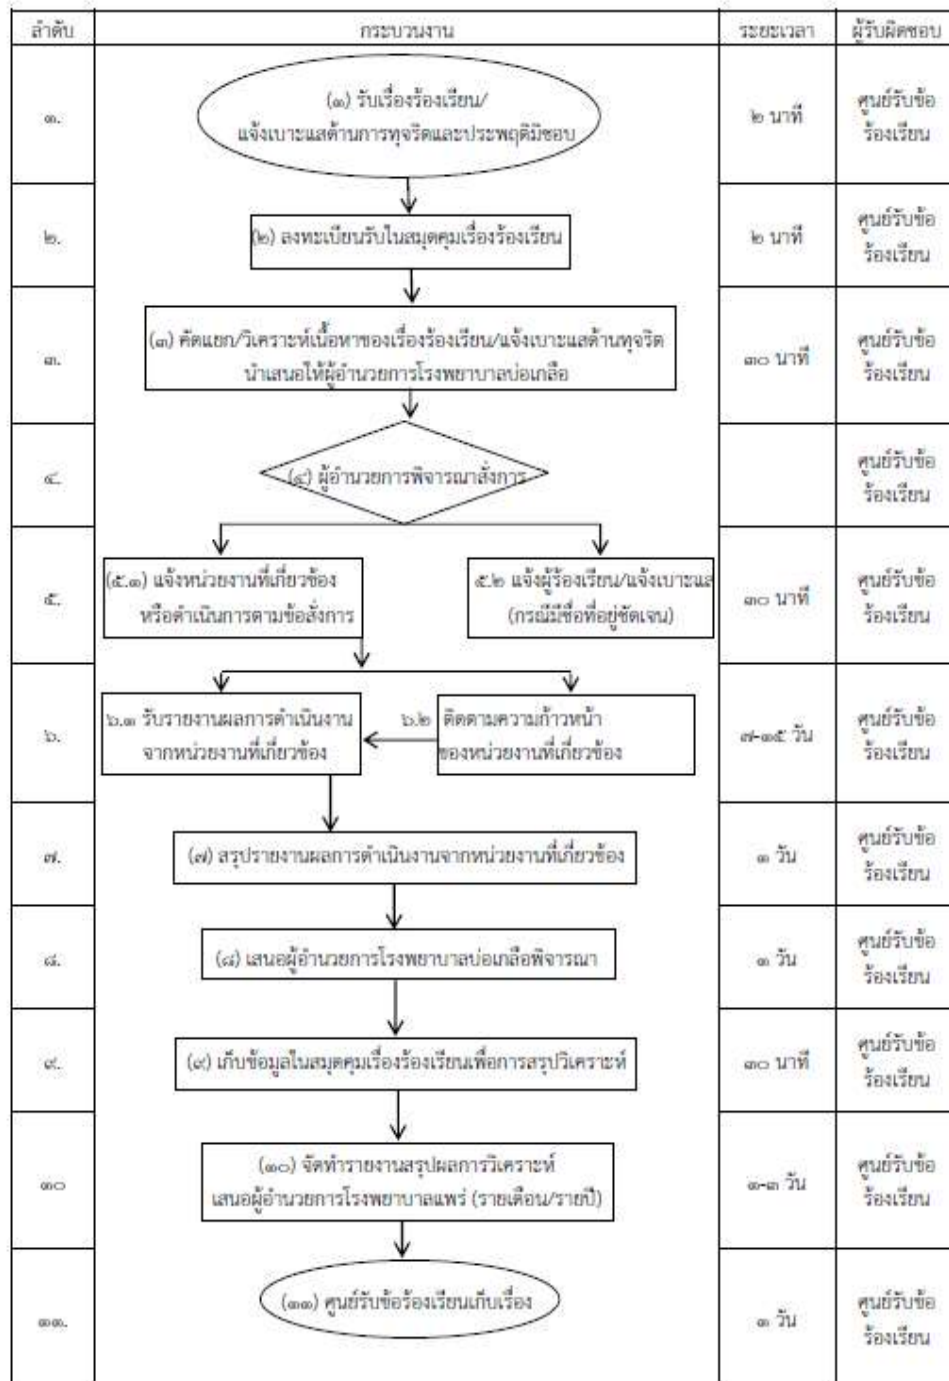 ลำดับ กระบวนงาน ระยะเวลา ผู้รับผิดชอบ
๑. (๑) รับเรื่องร้องเรียน/ ๒ นาที ศูนย์รับข้อ
แจ้งเบาะแสด้านการทุจริตและประพฤติมิชอบ ร้องเรียน
๒. (๒) ลงทะเบียนรับในสมุดคุมเรื่องร้องเรียน ๒ นาที ศูนย์รับข้อ
ร้องเรียน
๓. (๓) คัดแยก/วิเคราะห์เนื้อหาของเรื่องร้องเรียน/แจ้งเบาะแสด้านทุจริต ๓๐ นาที ศูนย์รับข้อ
นำเสนอให้ผู้อำนวยการโรงพยาบาลบ่อเกลือ ร้องเรียน
๔. (๔) ผู้อำนวยการพิจารณาสั่งการ ศูนย์รับข้อ
ร้องเรียน
๕. (๕.๑) แจ้งหน่วยงานที่เกี่ยวข้อง ๕.๒ แจ้งผู้ร้องเรียน/แจ้งเบาะแส ๓๐ นาที ศูนย์รับข้อ
หรือดำเนินการตามข้อสั่งการ (กรณีมีชื่อที่อยู่ชัดเจน) ร้องเรียน
๖. ๖.๑ รับรายงานผลการดำเนินงาน ๖.๒ ติดตามความก้าวหน้า ๗-๑๕ วัน ศูนย์รับข้อ
จากหน่วยงานที่เกี่ยวข้อง ของหน่วยงานที่เกี่ยวข้อง ร้องเรียน
๗. (๗) สรุปรายงานผลการดำเนินงานจากหน่วยงานที่เกี่ยวข้อง ๑ วัน ศูนย์รับข้อ
ร้องเรียน
๘. (๘) เสนอผู้อำนวยการโรงพยาบาลบ่อเกลือพิจารณา ๑ วัน ศูนย์รับข้อ
ร้องเรียน
๙. (๙) เก็บข้อมูลในสมุดคุมเรื่องร้องเรียนเพื่อการสรุปวิเคราะห์ ๓๐ นาที ศูนย์รับข้อ
ร้องเรียน
๑๐ (๑๐) จัดทำรายงานสรุปผลการวิเคราะห์ ๑-๓ วัน ศูนย์รับข้อ
เสนอผู้อำนวยการโรงพยาบาลแพร่ (รายเดือน/รายปี) ร้องเรียน
๑๑. (๑๑) ศูนย์รับข้อร้องเรียนเก็บเรื่อง ๑ วัน ศูนย์รับข้อ
ร้องเรียน